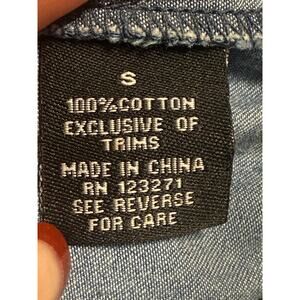 S
100% COTTON
EXCLUSIVE OF
TRIMS
MADE IN CHINA
RN 123271
SEE REVERSE
FOR CARE